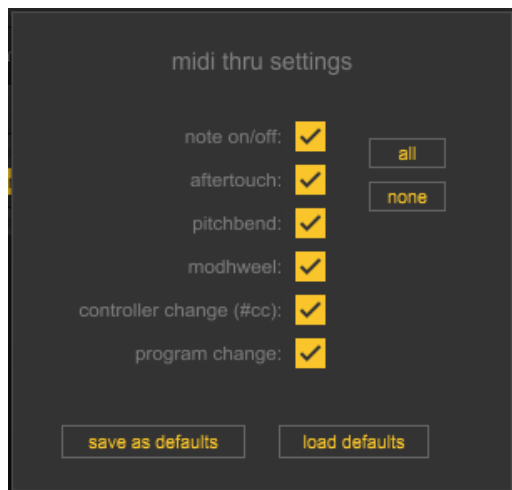 midi thru settings
note on/off:
all
aftertouch:
none
pitchbend:
modhweel:
controller change (#cc):
program change:
save as defaults
load defaults